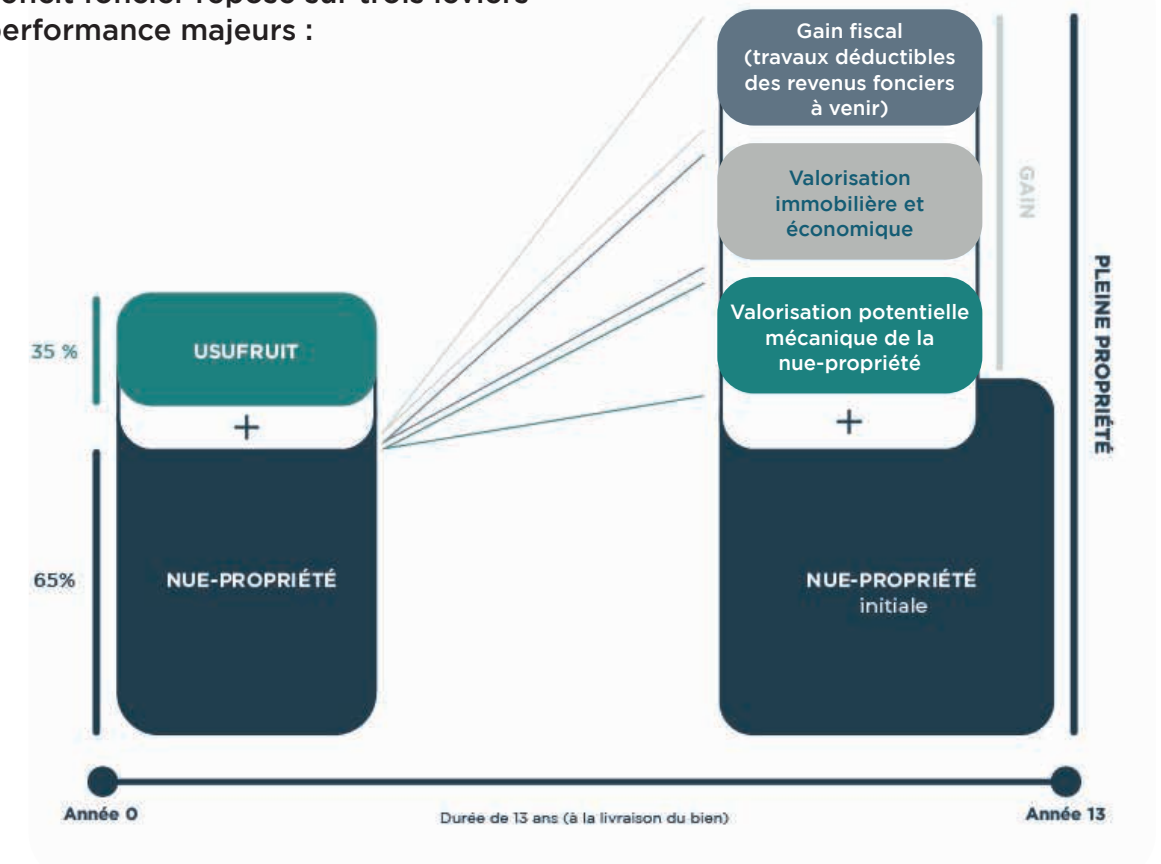 performance majeurs :
Gain fiscal
(travaux déductibles
des revenus fonciers
à venir)
Valorisation
immobilière et
économique
GAIN
Valorisation potentielle
mécanique de la
nue-propriété
PLEINE PROPRIÉTÉ
35 %
USUFRUIT
+
+
65%
NUE-PROPRIÉTÉ
NUE-PROPRIÉTÉ
initiale
Année 0
Durée de 13 ans (à la livraison du bien)
Année 13